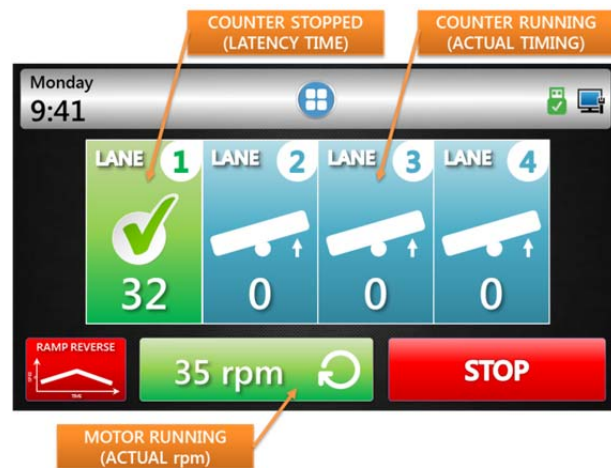 COUNTER STOPPED
(LATENCY TIME)
COUNTER RUNNING
(ACTUAL TIMING)
Monday
9:41
LANE 1
LANE 2
LANE 3
LANE 4
32
0
0
0
RAMP REVERSE
TIME
35 rpm
STOP
MOTOR RUNNING
(ACTUAL rpm)